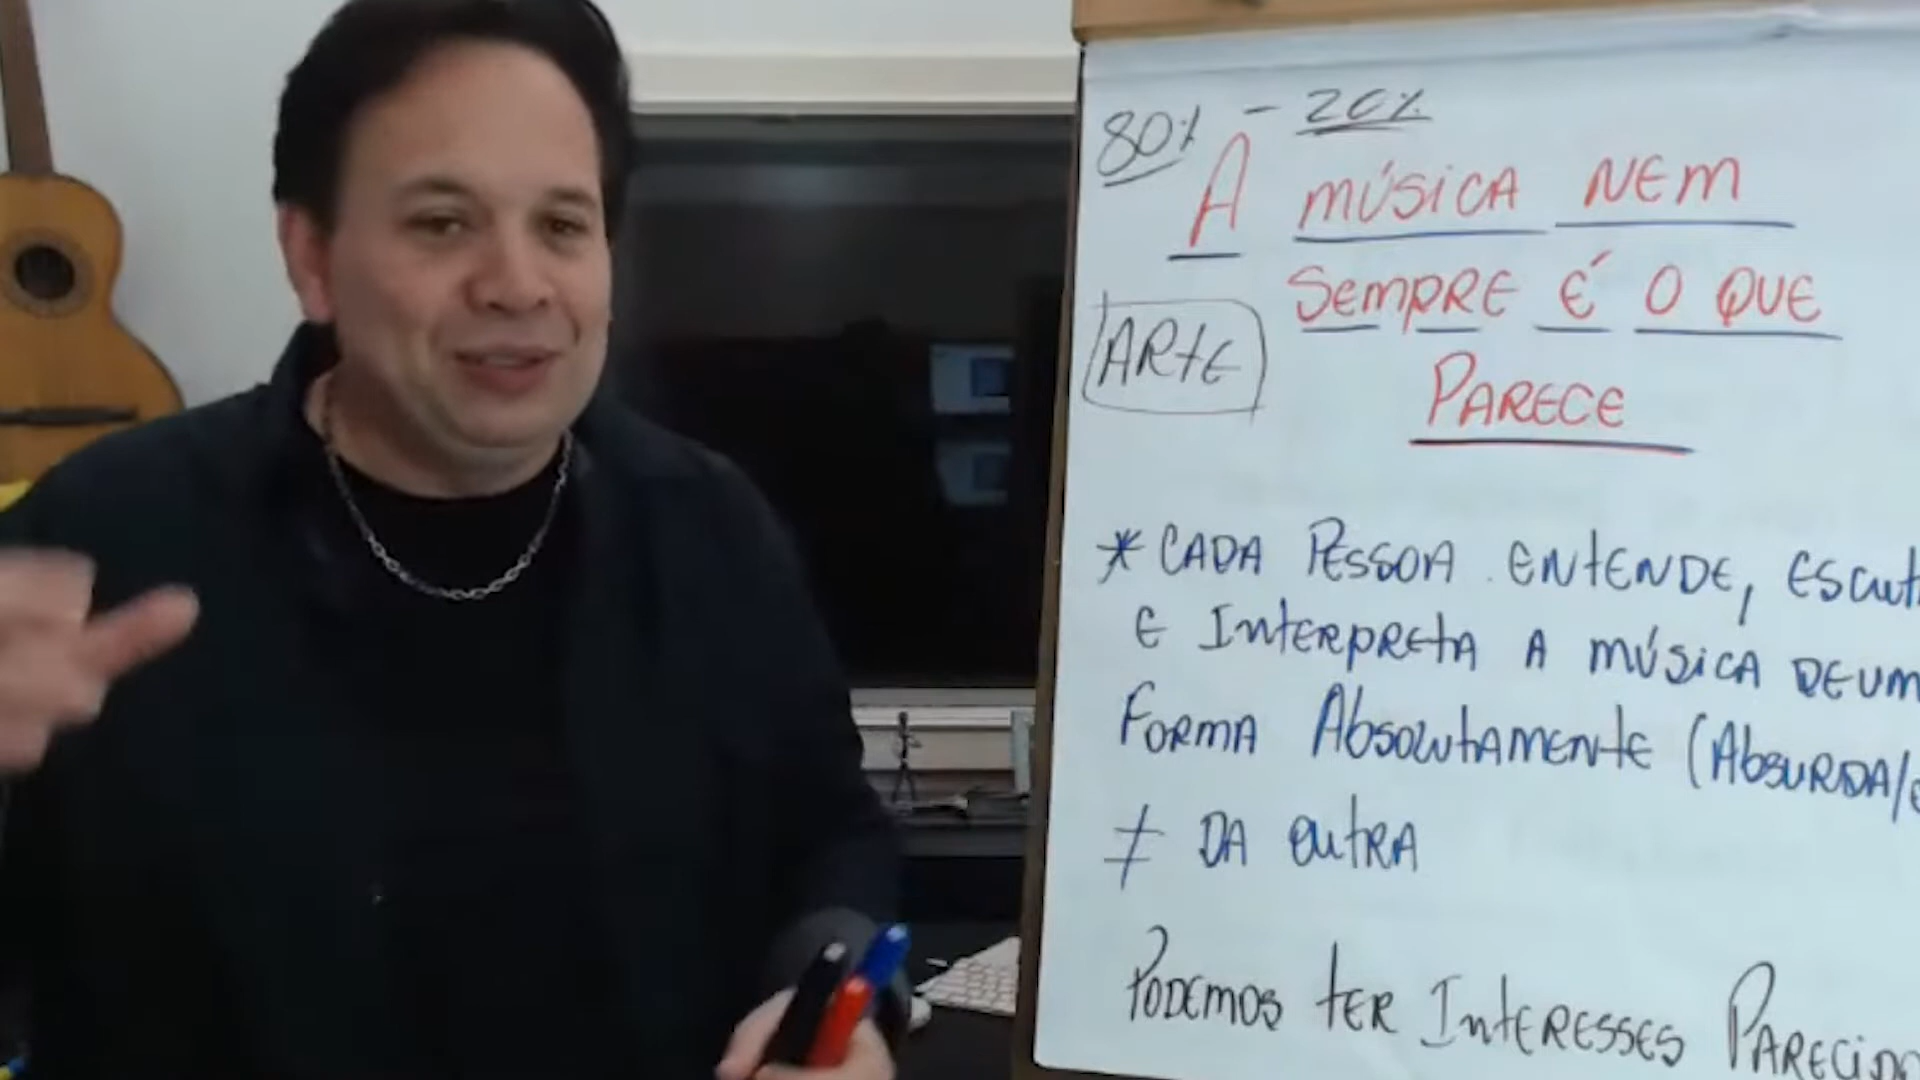 80% - 20%
A MÚSICA NEM
SEMPRE É O QUE
ARTE
PARECE
* CADA PESSOA ENTENDE, ESCUT
E INTERPRETA A MÚSICA DE UM
FORMA ABSOLUTAMENTE (ABSURDA/
≠ DA OUTRA
PODEMOS TER INTERESSES PARECID